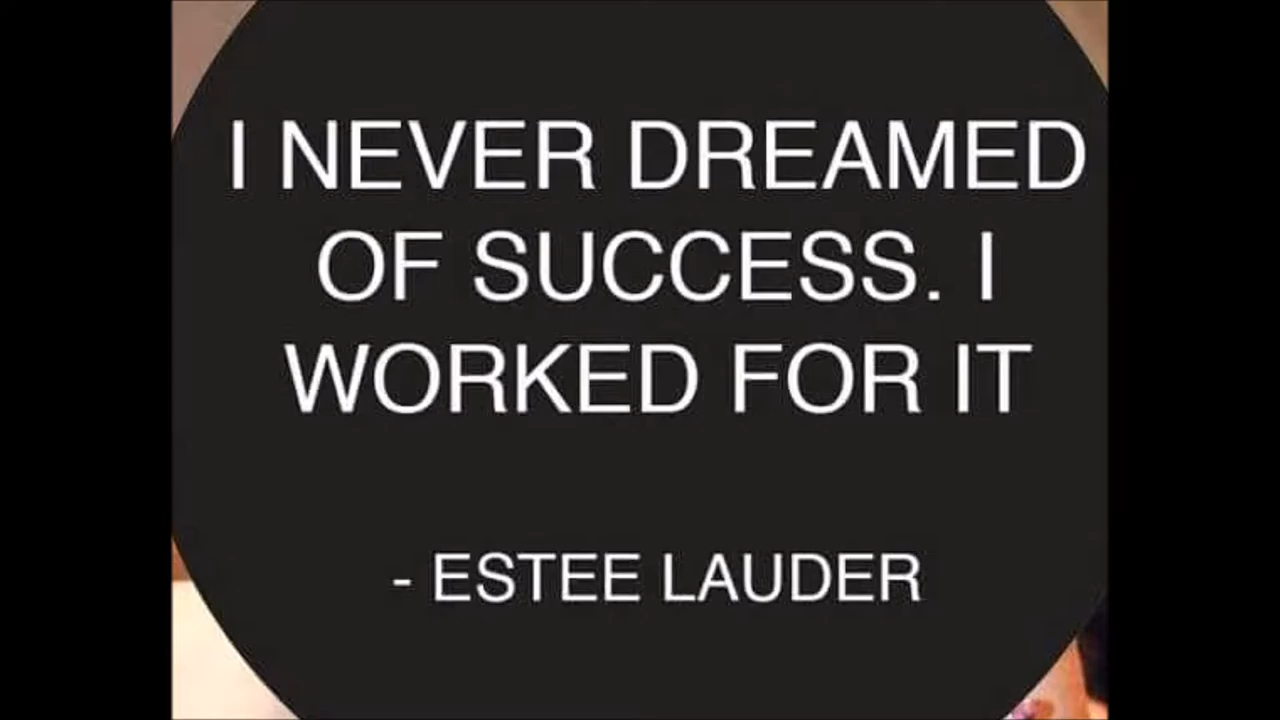 I NEVER DREAMED
OF SUCCESS. I
WORKED FOR IT
- ESTEE LAUDER